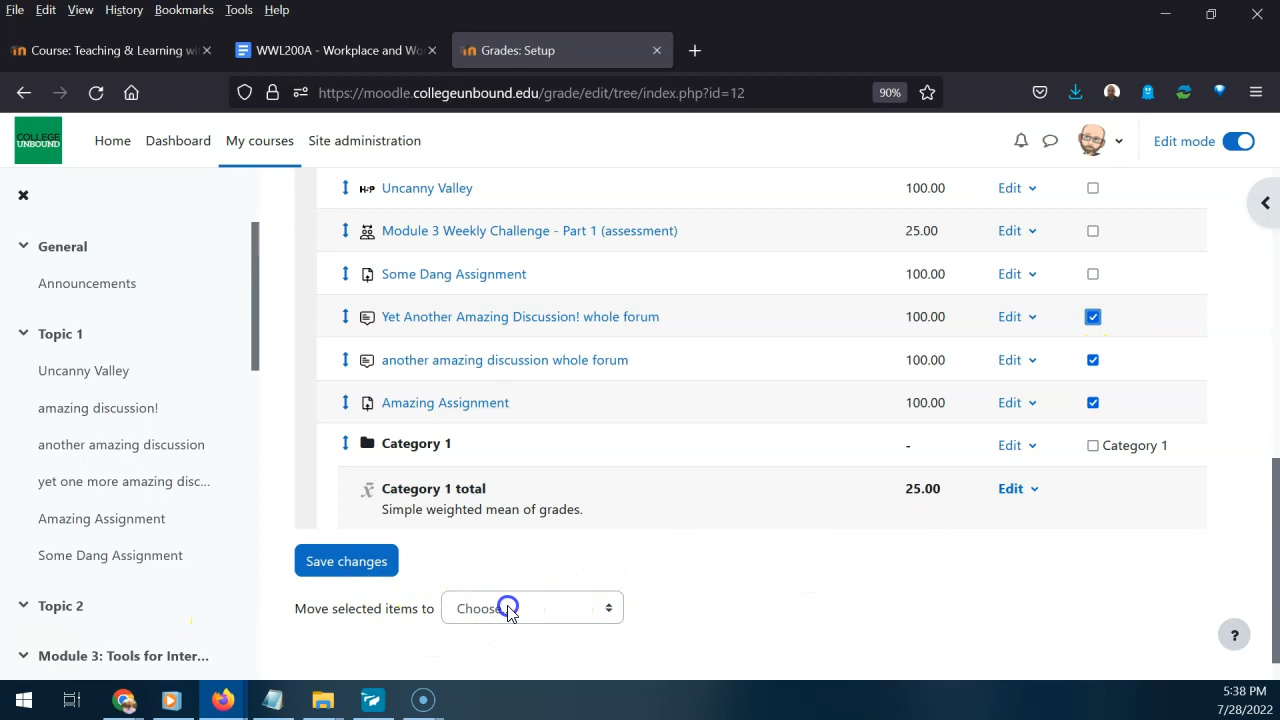 File Edit View History Bookmarks Tools Help
Course: Teaching & Learning wi
WWL200A - Workplace and Wo
Grades: Setup
https://moodle.collegeunbound.edu/grade/edit/tree/index.php?id=12
90%
COLLEGE
UNBOUND
Home Dashboard My courses Site administration
Edit mode
General
Announcements
Topic 1
Uncanny Valley
amazing discussion!
another amazing discussion
yet one more amazing disc...
Amazing Assignment
Some Dang Assignment
Topic 2
Module 3: Tools for Inter...
H-P Uncanny Valley 100.00 Edit
Module 3 Weekly Challenge - Part 1 (assessment) 25.00 Edit
Some Dang Assignment 100.00 Edit
Yet Another Amazing Discussion! whole forum 100.00 Edit
another amazing discussion whole forum 100.00 Edit
Amazing Assignment 100.00 Edit
Category 1 - Edit Category 1
Category 1 total 25.00 Edit
Simple weighted mean of grades.
Save changes
Move selected items to Choose
?
5:38 PM
7/28/2022